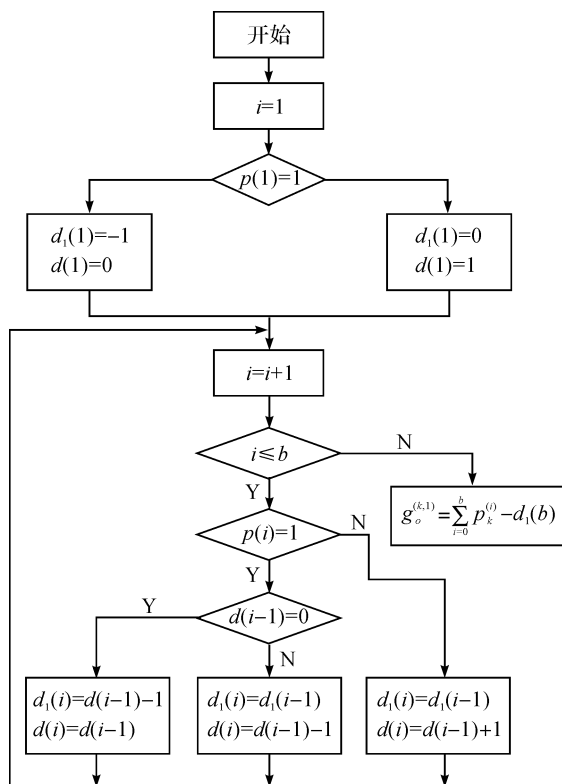 开始
i=1
p(1)=1
d₁(1)=-1
d(1)=0
d₁(1)=0
d(1)=1
i=i+1
i≤b
N
Y
g_o^{(k,1)}=\sum_{i=0}^{b}p_k^{(i)}-d₁(b)
p(i)=1
N
Y
d(i-1)=0
Y
N
d₁(i)=d(i-1)-1
d(i)=d(i-1)
d₁(i)=d₁(i-1)
d(i)=d(i-1)-1
d₁(i)=d₁(i-1)
d(i)=d(i-1)+1